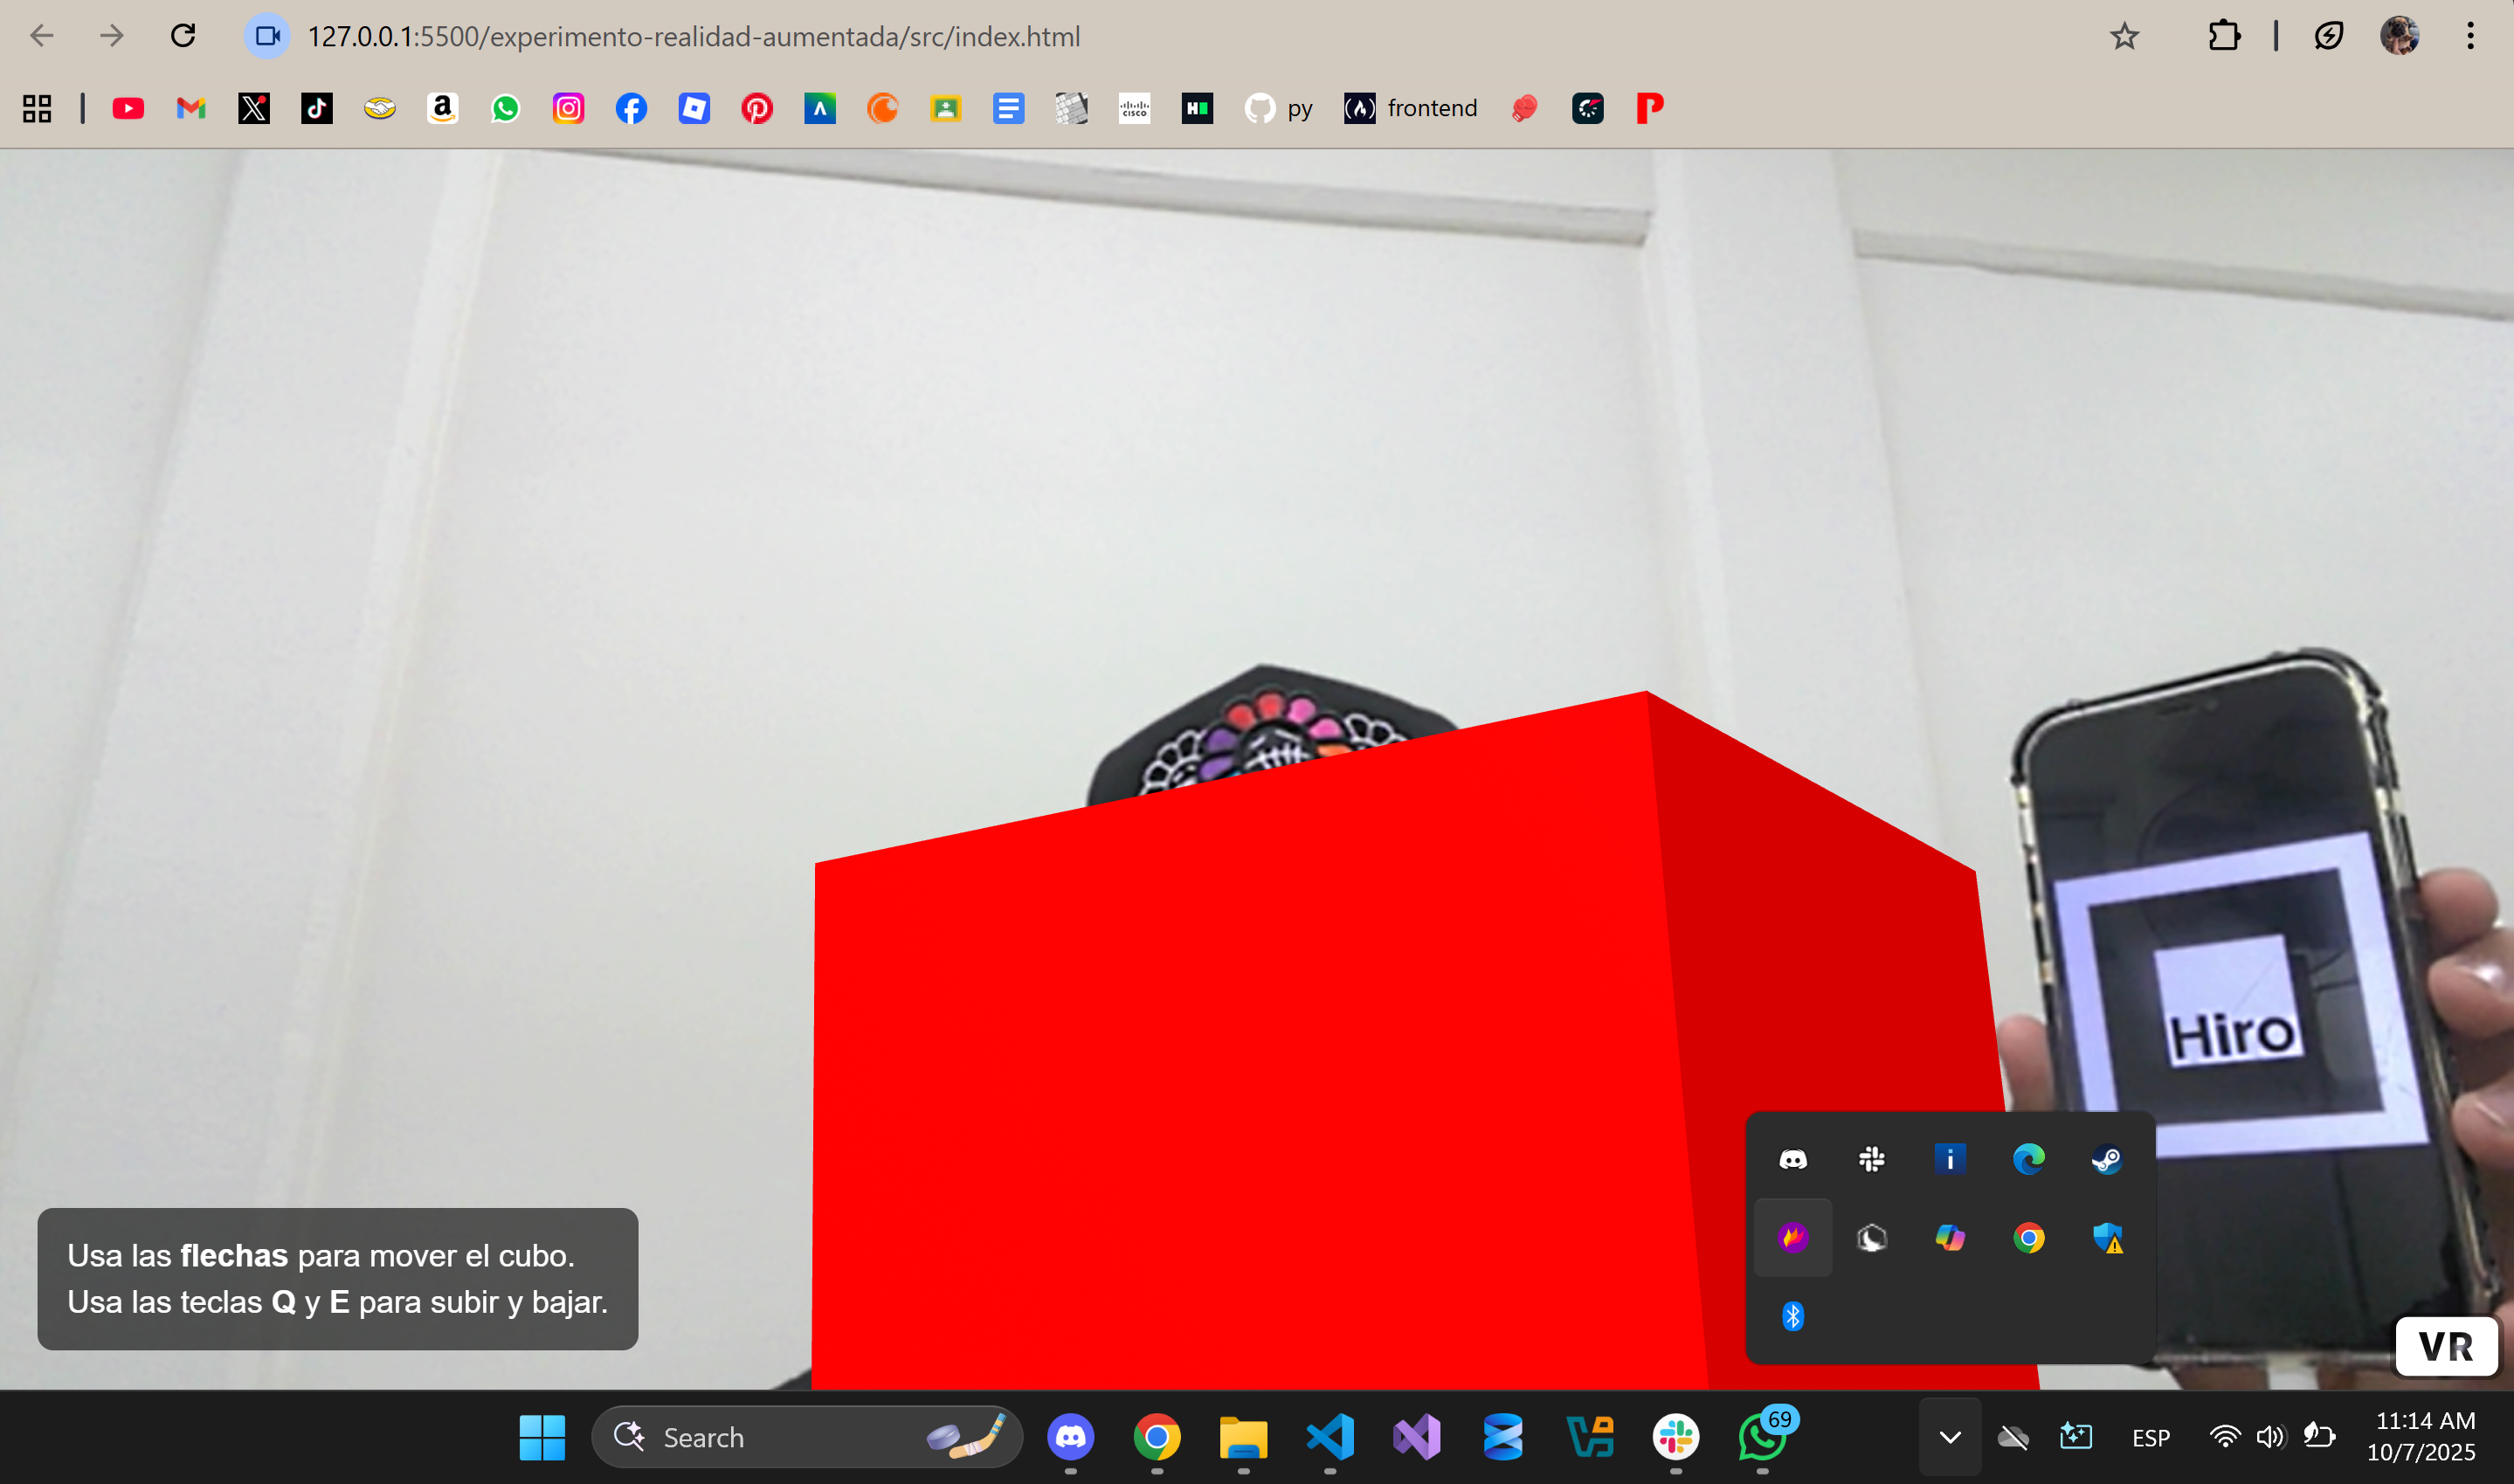 127.0.0.1:5500/experimento-realidad-aumentada/src/index.html
py
frontend
Hiro
Usa las flechas para mover el cubo.
Usa las teclas Q y E para subir y bajar.
VR
Search
69
ESP
11:14 AM
10/7/2025